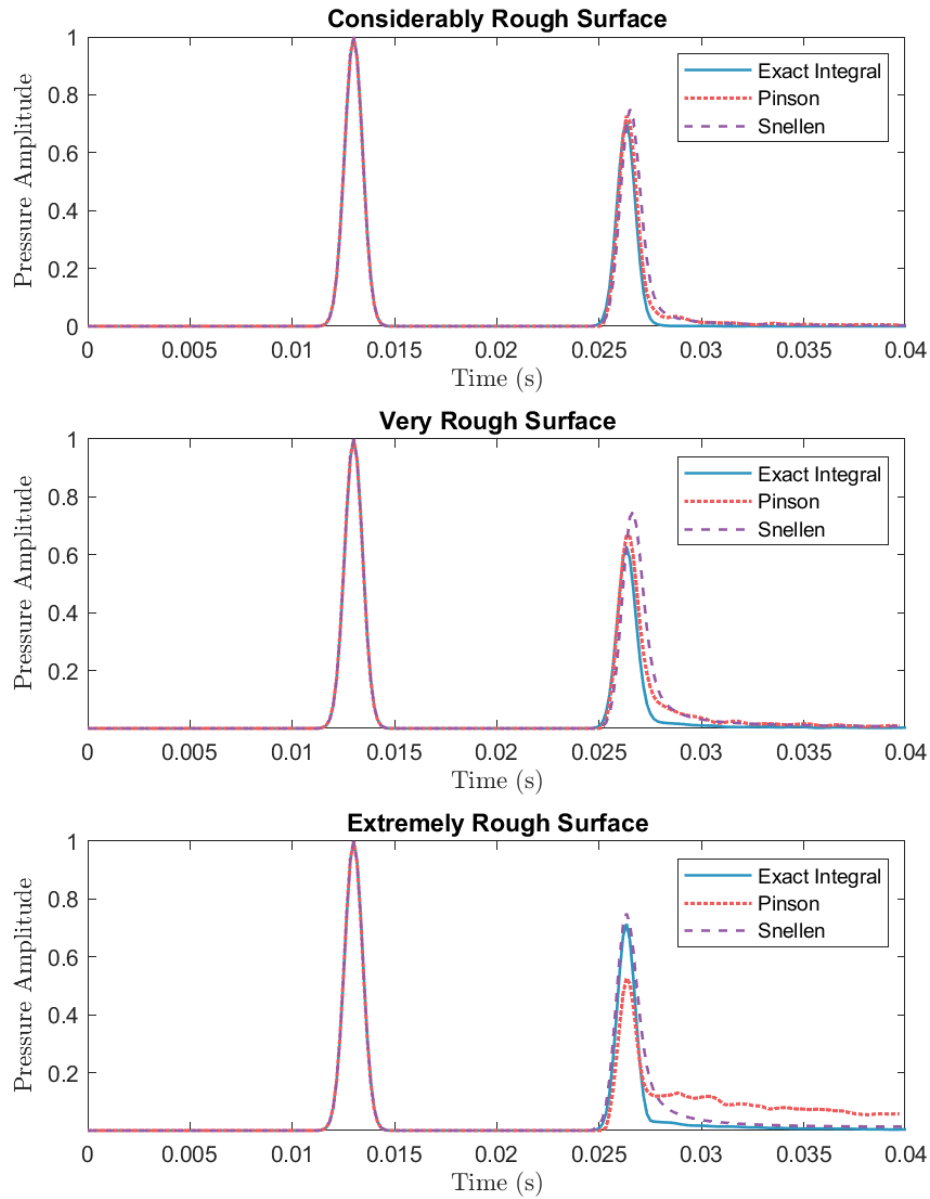 Considerably Rough Surface
Pressure Amplitude
1
0.8
0.6
0.4
0.2
0
Exact Integral
Pinson
Snellen
0 0.005 0.01 0.015 0.02 0.025 0.03 0.035 0.04
Time (s)
Very Rough Surface
Pressure Amplitude
1
0.8
0.6
0.4
0.2
Exact Integral
Pinson
Snellen
0 0.005 0.01 0.015 0.02 0.025 0.03 0.035 0.04
Time (s)
Extremely Rough Surface
Pressure Amplitude
1
0.8
0.6
0.4
0.2
Exact Integral
Pinson
Snellen
0 0.005 0.01 0.015 0.02 0.025 0.03 0.035 0.04
Time (s)